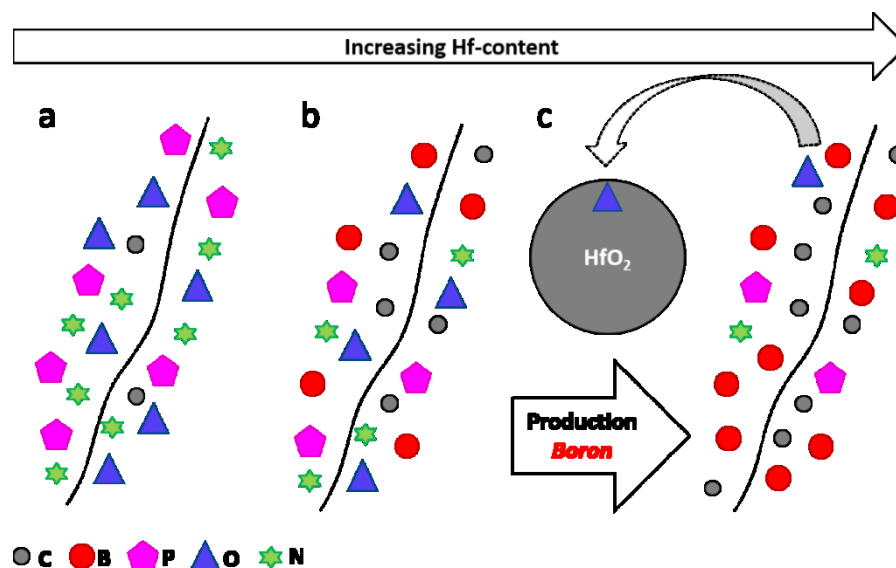 Increasing Hf-content
a
b
c
HfO₂
Production
Boron
C B P O N